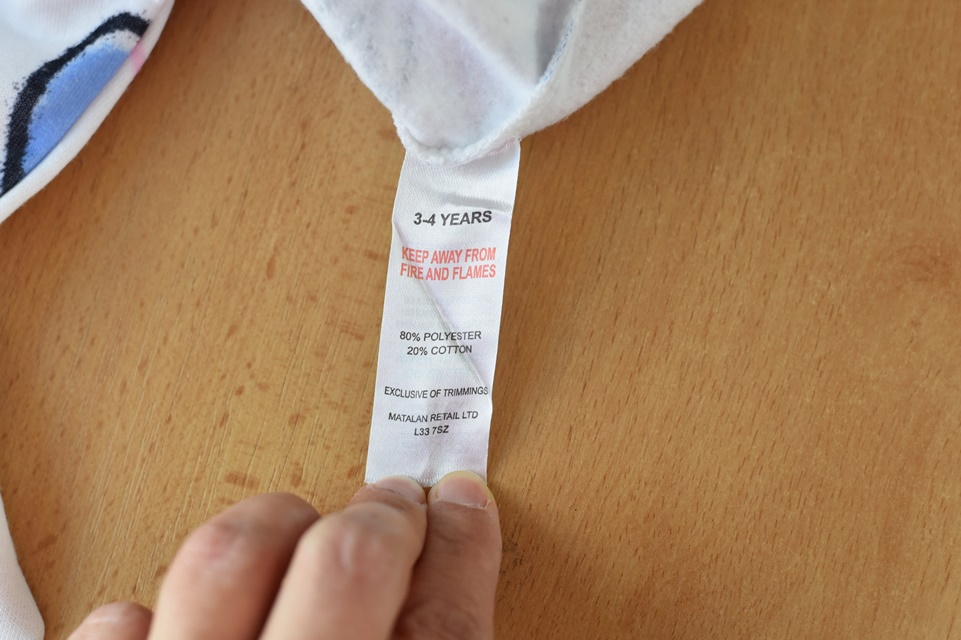 3-4 YEARS
KEEP AWAY FROM
FIRE AND FLAMES
80% POLYESTER
20% COTTON
EXCLUSIVE OF TRIMMINGS
MATALAN RETAIL LTD
L33 7SZ